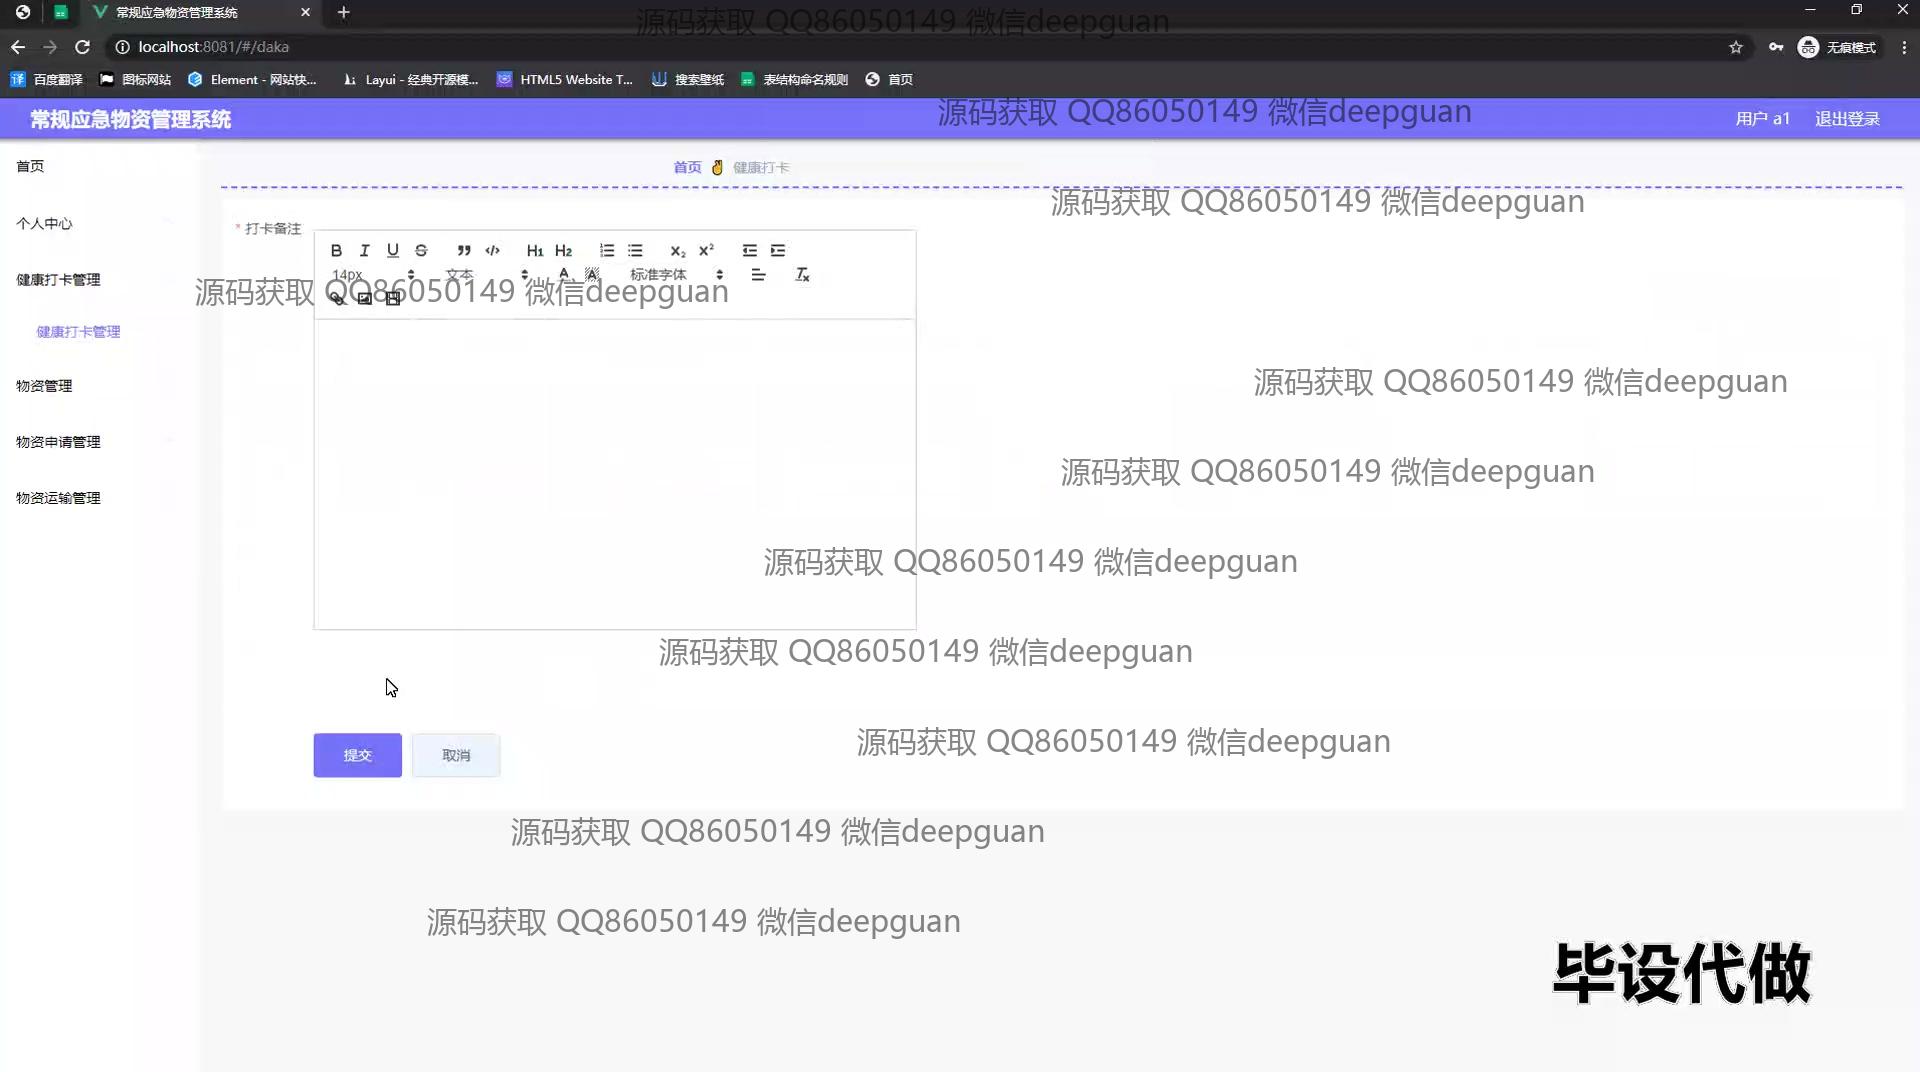 常规应急物资管理系统
源码获取 QQ86050149 微信deepguan
localhost:8081/#/daka
无痕模式
百度翻译 图标网站 Element - 网站快... Layui - 经典开源模... HTML5 Website T... 搜索壁纸 表结构命名规则 首页
常规应急物资管理系统
源码获取 QQ86050149 微信deepguan
用户 a1 退出登录
首页
首页 健康打卡
源码获取 QQ86050149 微信deepguan
个人中心
* 打卡备注
B I U S H1 H2 X2 X2
14px 文本 A A 标准字体
健康打卡管理
源码获取 QQ86050149 微信deepguan
健康打卡管理
物资管理
源码获取 QQ86050149 微信deepguan
物资申请管理
源码获取 QQ86050149 微信deepguan
物资运输管理
源码获取 QQ86050149 微信deepguan
源码获取 QQ86050149 微信deepguan
提交 取消
源码获取 QQ86050149 微信deepguan
源码获取 QQ86050149 微信deepguan
源码获取 QQ86050149 微信deepguan
毕设代做